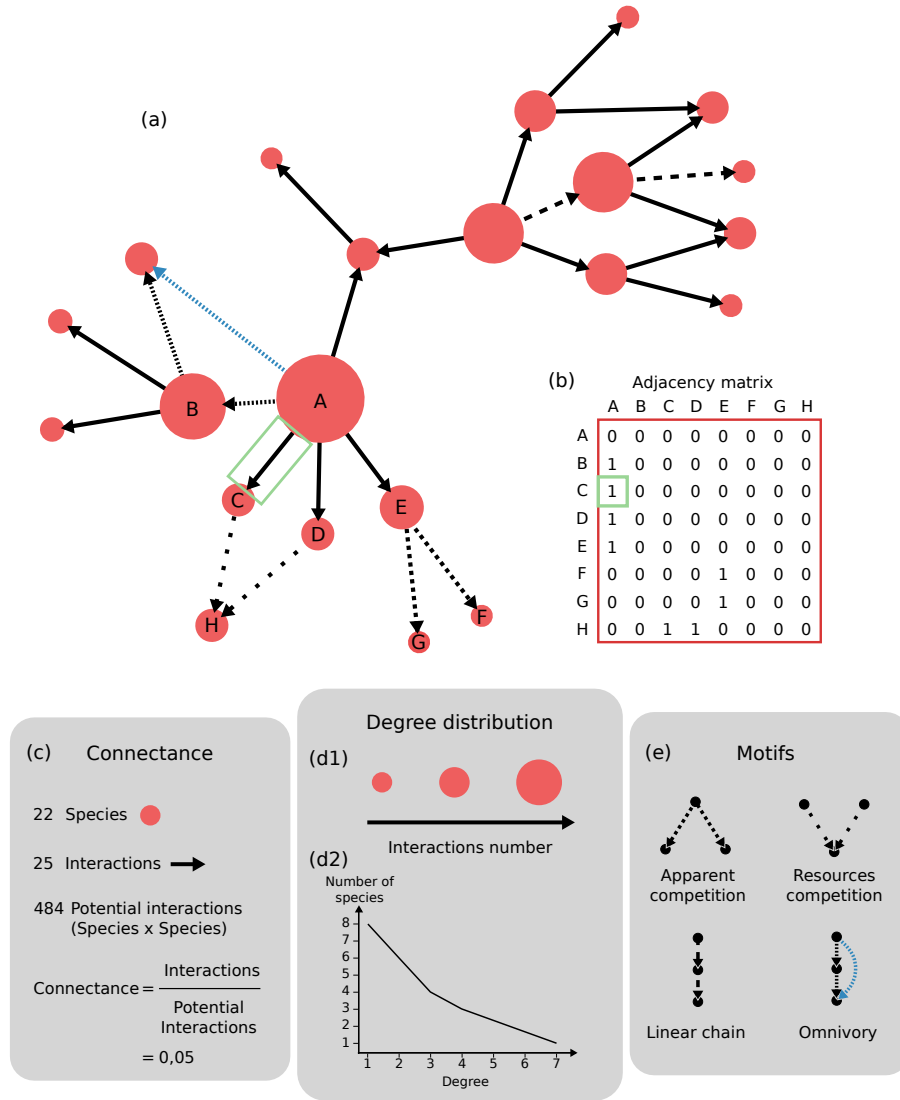 (a)
B
A
C
D
E
H
G
F
(b)
Adjacency matrix
A B C D E F G H
A 0 0 0 0 0 0 0 0
B 1 0 0 0 0 0 0 0
C 1 0 0 0 0 0 0 0
D 1 0 0 0 0 0 0 0
E 1 0 0 0 0 0 0 0
F 0 0 0 0 1 0 0 0
G 0 0 0 0 1 0 0 0
H 0 0 1 1 0 0 0 0
(c) Connectance
22 Species
25 Interactions
484 Potential interactions
(Species x Species)
Connectance = Interactions
Potential
Interactions
= 0,05
Degree distribution
(d1)
Interactions number
(d2)
Number of
species
8
7
6
5
4
3
2
1
1 2 3 4 5 6 7
Degree
(e) Motifs
Apparent
competition
Resources
competition
Linear chain
Omnivory